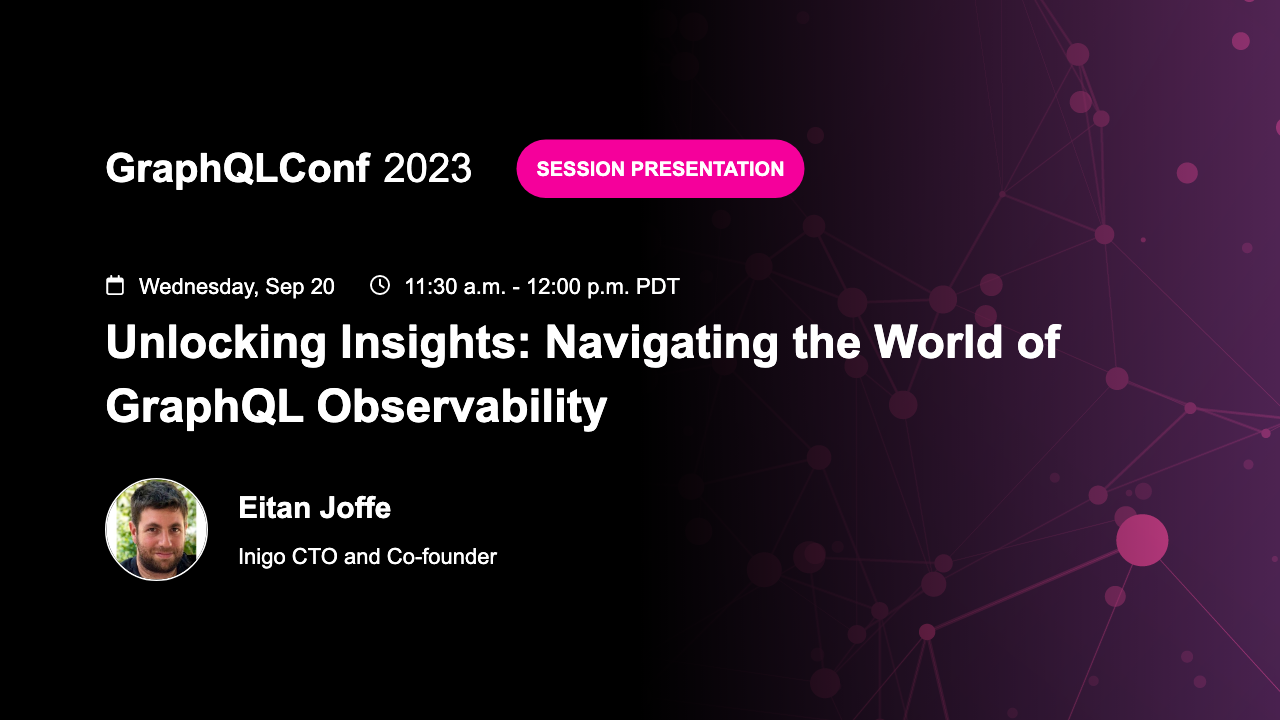 GraphQLConf 2023
SESSION PRESENTATION
Wednesday, Sep 20
11:30 a.m. - 12:00 p.m. PDT
Unlocking Insights: Navigating the World of
GraphQL Observability
Eitan Joffe
Inigo CTO and Co-founder